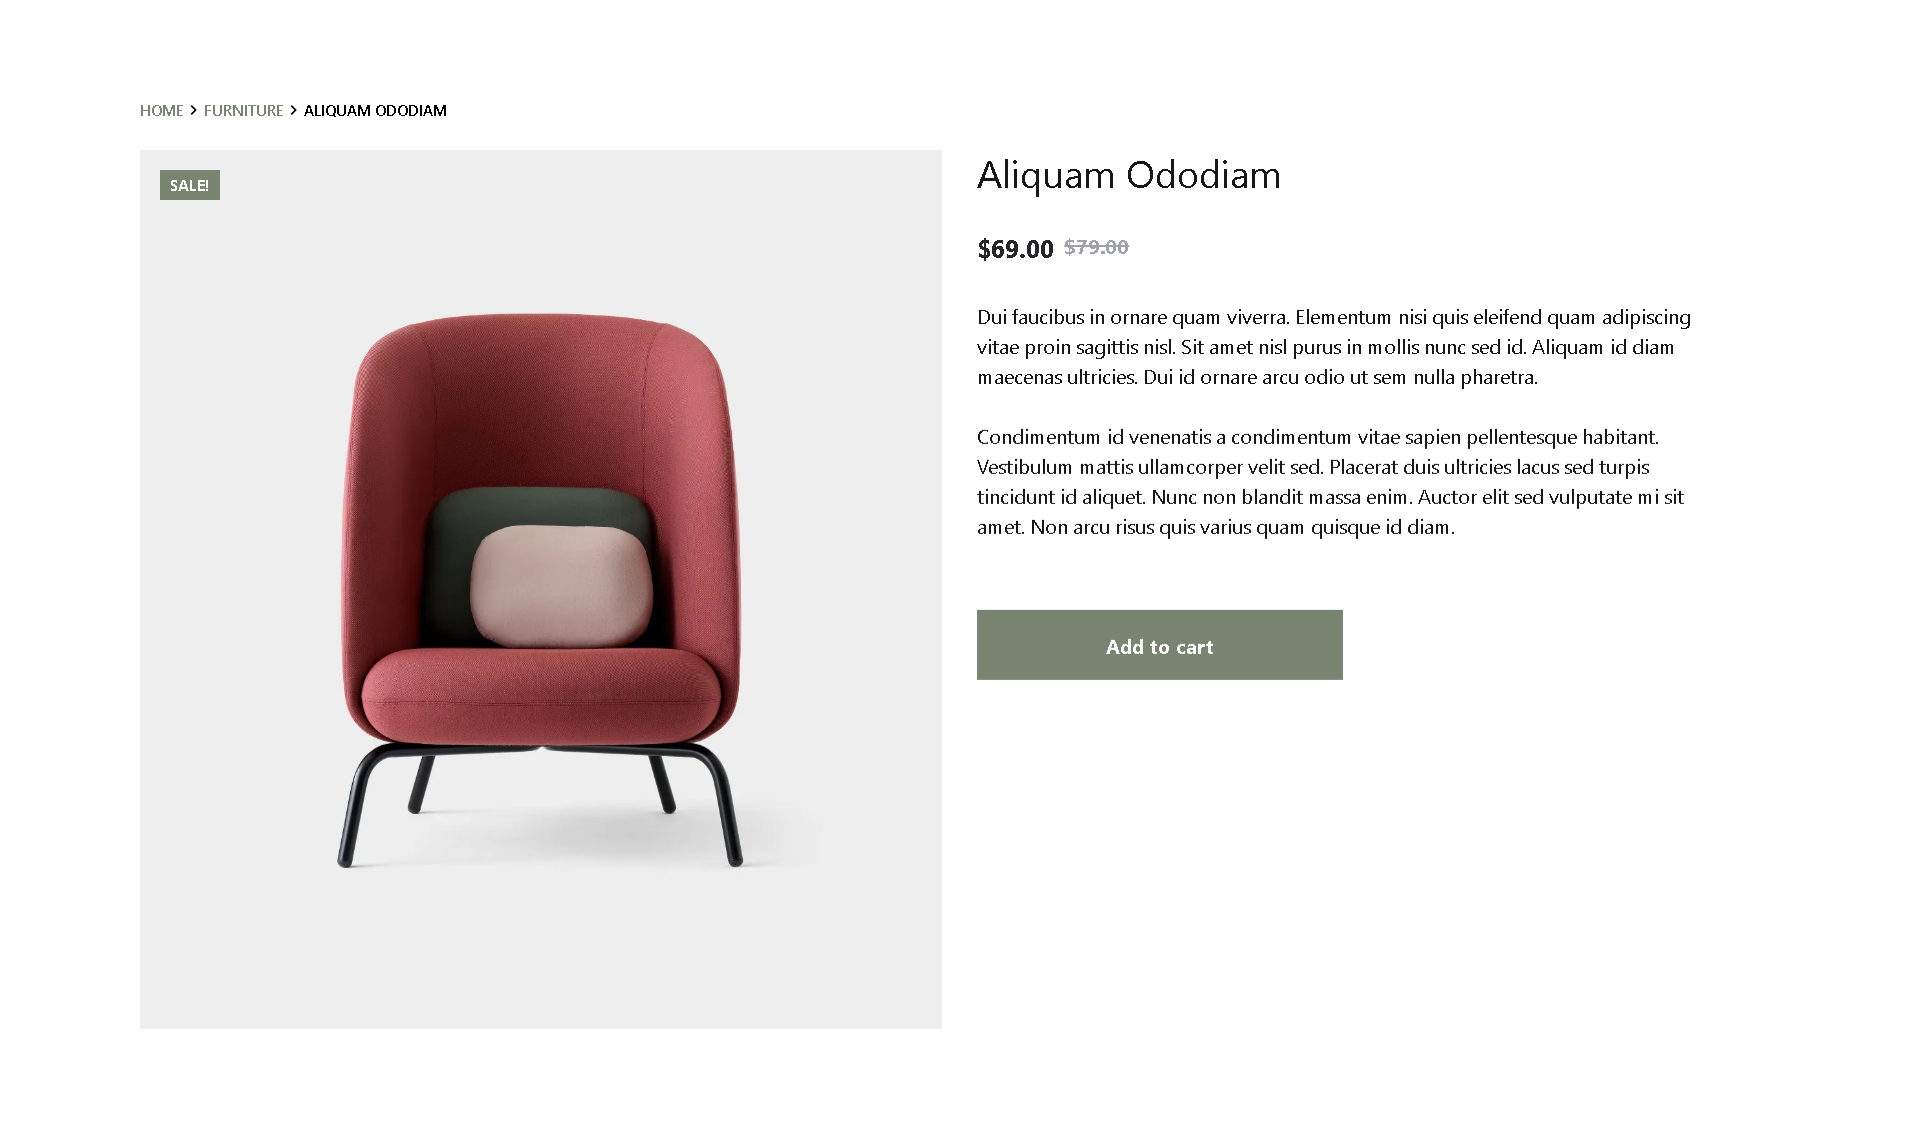 HOME > FURNITURE > ALIQUAM ODODIAM
SALE!
Aliquam Ododiam
$69.00 $79.00
Dui faucibus in ornare quam viverra. Elementum nisi quis eleifend quam adipiscing
vitae proin sagittis nisl. Sit amet nisl purus in mollis nunc sed id. Aliquam id diam
maecenas ultricies. Dui id ornare arcu odio ut sem nulla pharetra.
Condimentum id venenatis a condimentum vitae sapien pellentesque habitant.
Vestibulum mattis ullamcorper velit sed. Placerat duis ultricies lacus sed turpis
tincidunt id aliquet. Nunc non blandit massa enim. Auctor elit sed vulputate mi sit
amet. Non arcu risus quis varius quam quisque id diam.
Add to cart